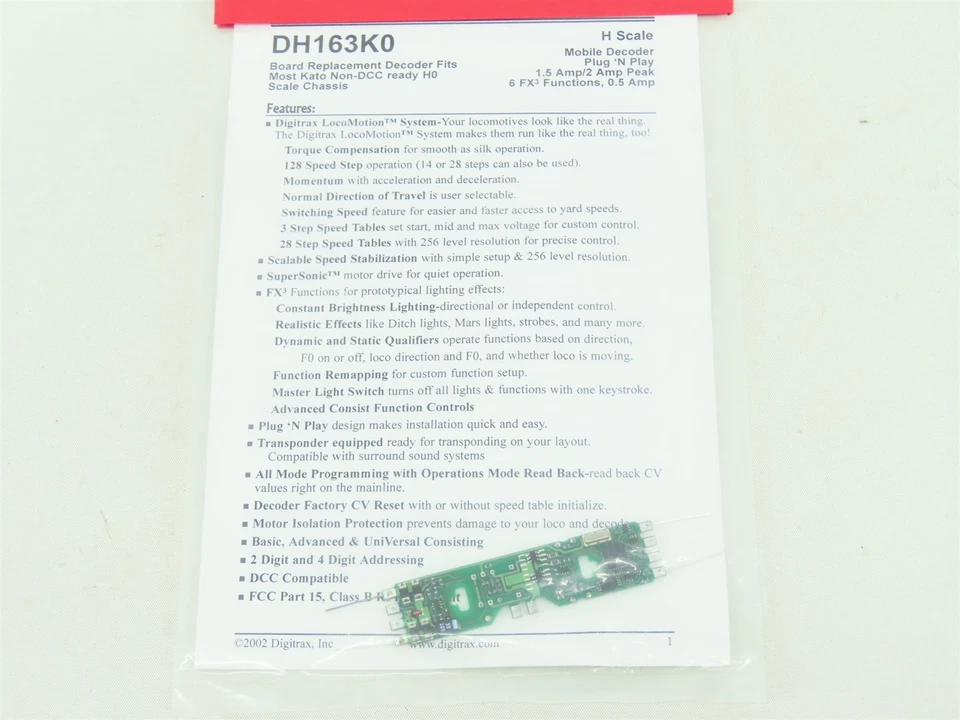 DH163K0
H Scale
Board Replacement Decoder Fits
Most Kato Non-DCC ready H0
Scale Chassis
Mobile Decoder
Plug ‘N Play
1.5 Amp/2 Amp Peak
6 FX³ Functions, 0.5 Amp
Features:
■ Digitrax LocoMotion™ System-Your locomotives look like the real thing.
The Digitrax LocoMotion™ System makes them run like the real thing, too!
Torque Compensation for smooth as silk operation.
128 Speed Step operation (14 or 28 steps can also be used).
Momentum with acceleration and deceleration.
Normal Direction of Travel is user selectable.
Switching Speed feature for easier and faster access to yard speeds.
3 Step Speed Tables set start, mid and max voltage for custom control.
28 Step Speed Tables with 256 level resolution for precise control.
■ Scalable Speed Stabilization with simple setup & 256 level resolution.
■ SuperSonic™ motor drive for quiet operation.
■ FX³ Functions for prototypical lighting effects:
Constant Brightness Lighting-directional or independent control.
Realistic Effects like Ditch lights, Mars lights, strobes, and many more.
Dynamic and Static Qualifiers operate functions based on direction,
F0 on or off, loco direction and F0, and whether loco is moving.
Function Remapping for custom function setup.
Master Light Switch turns off all lights & functions with one keystroke.
Advanced Consist Function Controls
■ Plug ‘N Play design makes installation quick and easy.
■ Transponder equipped ready for transponding on your layout.
Compatible with surround sound systems
■ All Mode Programming with Operations Mode Read Back-read back CV
values right on the mainline.
■ Decoder Factory CV Reset with or without speed table initialize.
■ Motor Isolation Protection prevents damage to your loco and decod
■ Basic, Advanced & UniVersal Consisting
■ 2 Digit and 4 Digit Addressing
■ DCC Compatible
■ FCC Part 15, Class B
©2002 Digitrax, Inc
www.digitrax.com
1